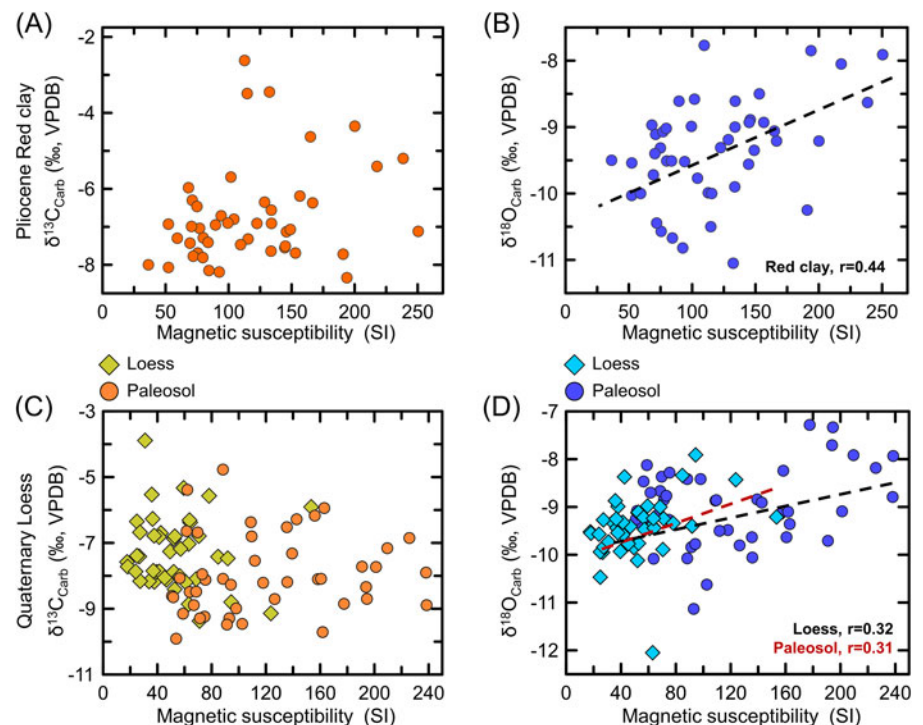 (A)
Pliocene Red clay
δ¹³C_Carb (‰, VPDB)
-2
-4
-6
-8
0 50 100 150 200 250
Magnetic susceptibility (SI)
(B)
δ¹⁸O_Carb (‰, VPDB)
-8
-9
-10
-11
Red clay, r=0.44
0 50 100 150 200 250
Magnetic susceptibility (SI)
Loess
Paleosol
Loess
Paleosol
(C)
Quaternary Loess
δ¹³C_Carb (‰, VPDB)
-3
-5
-7
-9
-11
0 40 80 120 160 200 240
Magnetic susceptibility (SI)
(D)
δ¹⁸O_Carb (‰, VPDB)
-7
-8
-9
-10
-11
-12
Loess, r=0.32
Paleosol, r=0.31
0 40 80 120 160 200 240
Magnetic susceptibility (SI)